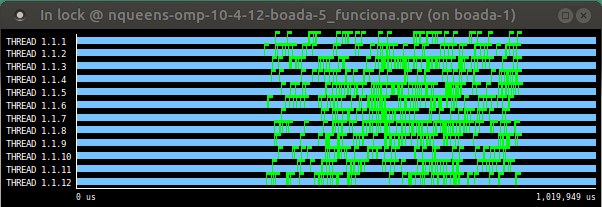 In lock @ nqueens-omp-10-4-12-boada-5_funciona.prv (on boada-1)
THREAD 1.1.1
THREAD 1.1.2
THREAD 1.1.3
THREAD 1.1.4
THREAD 1.1.5
THREAD 1.1.6
THREAD 1.1.7
THREAD 1.1.8
THREAD 1.1.9
THREAD 1.1.10
THREAD 1.1.11
THREAD 1.1.12
0 us 1,019,949 us